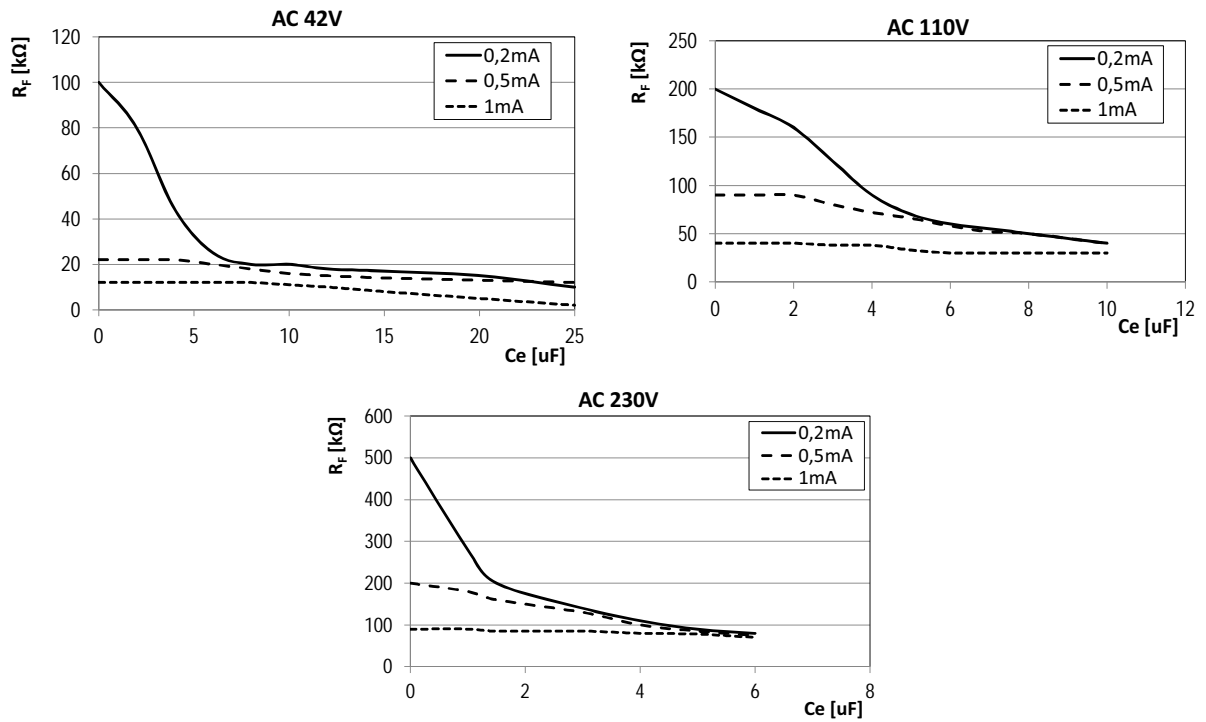 AC 42V
R_F [kΩ]
120
100
80
60
40
20
0
0,2mA
0,5mA
1mA
0 5 10 15 20 25
Ce [uF]
AC 110V
R_F [kΩ]
250
200
150
100
50
0
0,2mA
0,5mA
1mA
0 2 4 6 8 10 12
Ce [uF]
AC 230V
R_F [kΩ]
600
500
400
300
200
100
0
0,2mA
0,5mA
1mA
0 2 4 6 8
Ce [uF]